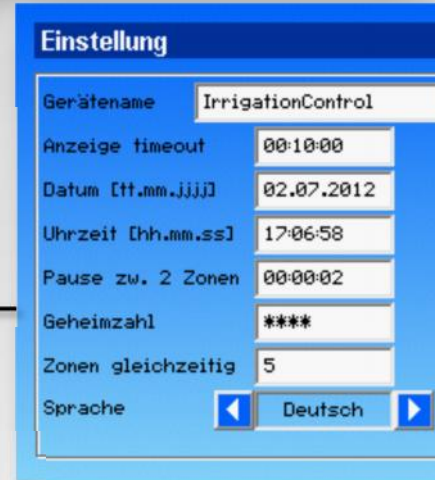 Einstellung
Gerätename IrrigationControl
Anzeige timeout 00:10:00
Datum [tt.mm.jjjj] 02.07.2012
Uhrzeit [hh.mm.ss] 17:06:58
Pause zw. 2 Zonen 00:00:02
Geheimzahl ****
Zonen gleichzeitig 5
Sprache Deutsch